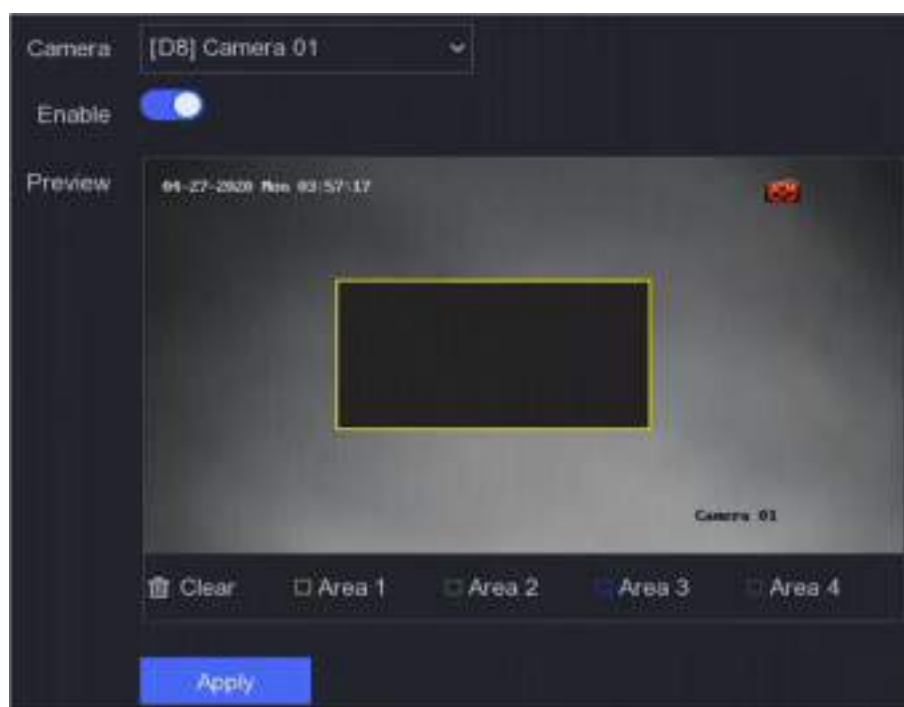 Camera [D8] Camera 01
Enable
Preview
04-27-2020 Mon 03:57:17
Camera 01
Clear Area 1 Area 2 Area 3 Area 4
Apply